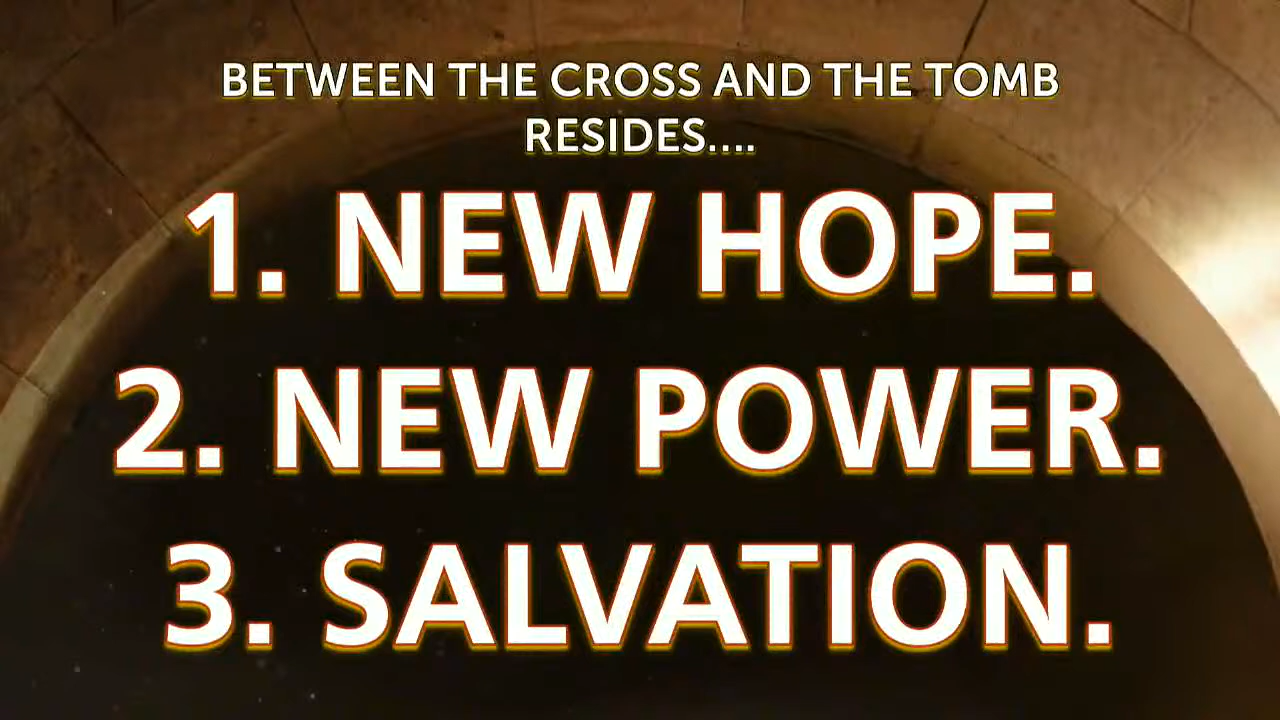 BETWEEN THE CROSS AND THE TOMB
RESIDES....
1. NEW HOPE.
2. NEW POWER.
3. SALVATION.